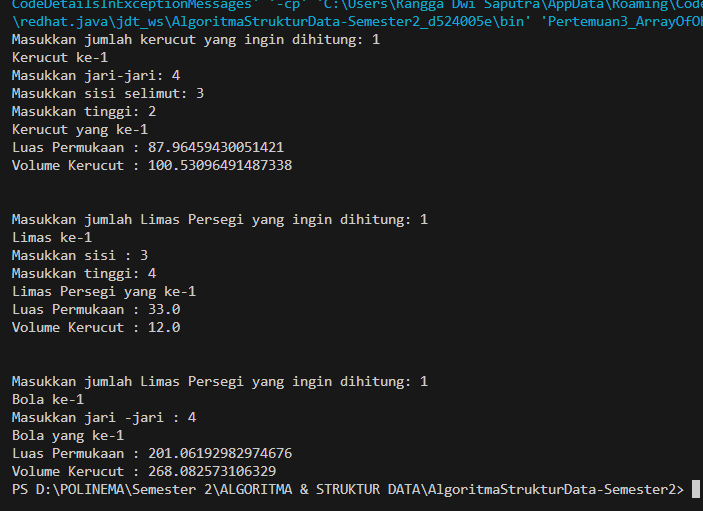 CodeDetailsInExceptionMessages' '-cp' 'C:\Users\Rangga Dwi Saputra\AppData\Roaming\Code
\redhat.java\jdt_ws\AlgoritmaStrukturData-Semester2_d524005e\bin' 'Pertemuan3_ArrayOfOb
Masukkan jumlah kerucut yang ingin dihitung: 1
Kerucut ke-1
Masukkan jari-jari: 4
Masukkan sisi selimut: 3
Masukkan tinggi: 2
Kerucut yang ke-1
Luas Permukaan : 87.96459430051421
Volume Kerucut : 100.53096491487338
Masukkan jumlah Limas Persegi yang ingin dihitung: 1
Limas ke-1
Masukkan sisi : 3
Masukkan tinggi: 4
Limas Persegi yang ke-1
Luas Permukaan : 33.0
Volume Kerucut : 12.0
Masukkan jumlah Limas Persegi yang ingin dihitung: 1
Bola ke-1
Masukkan jari -jari : 4
Bola yang ke-1
Luas Permukaan : 201.06192982974676
Volume Kerucut : 268.082573106329
PS D:\POLINEMA\Semester 2\ALGORITMA & STRUKTUR DATA\AlgoritmaStrukturData-Semester2>